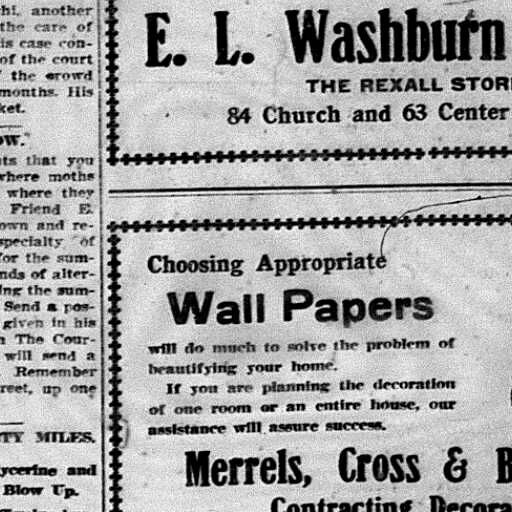 hi, another
the care of
is case con-
of the court
the crowd
months. His
ket.
OW."
ts that you
where moths
where they
Friend E.
own and re-
specialty of
for the sum-
nds of alter-
ing the sum-
Send a pos-
given in his
The Cour-
will send a
Remember
reet, up one
TY MILES.
ycerine and
Blow Up.
E. L. Washburn
THE REXALL STOR
84 Church and 63 Center
Choosing Appropriate
Wall Papers
will do much to solve the problem of
beautifying your home.
If you are planning the decoration
of one room or an entire house, our
assistance will assure success.
Merrels, Cross & B
Contracting Decora